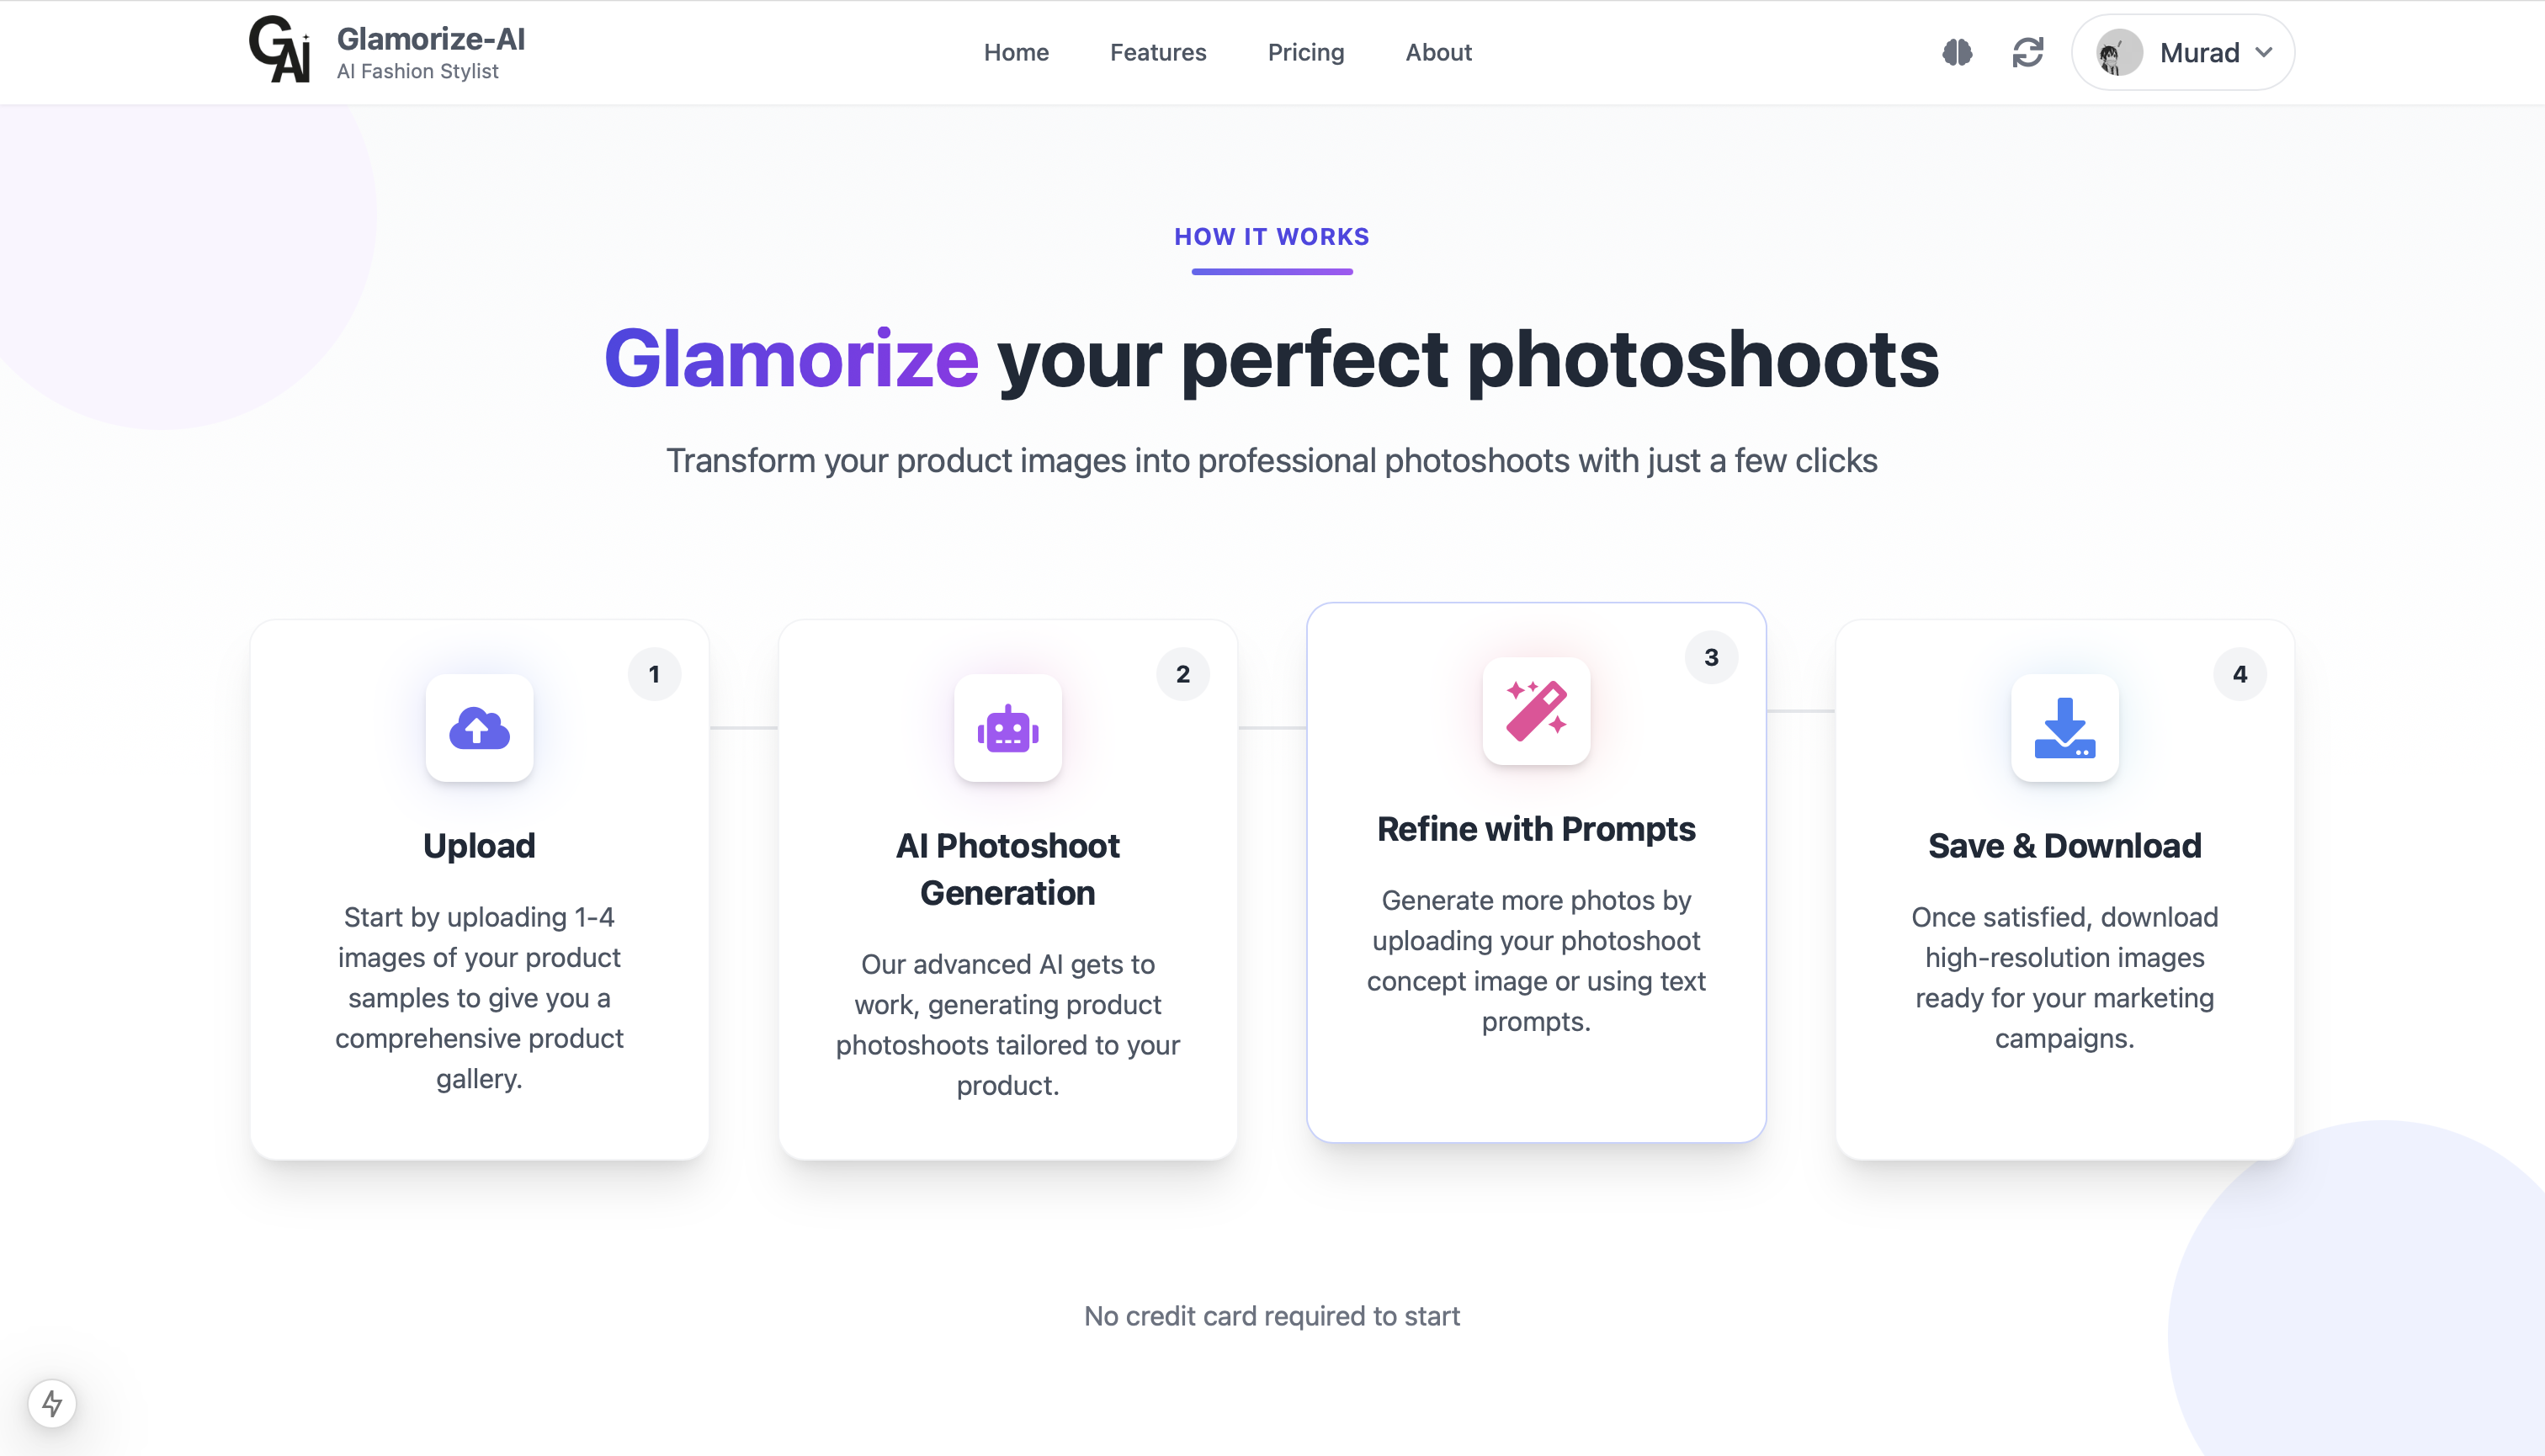 GAI
Glamorize-AI
AI Fashion Stylist
Home
Features
Pricing
About
Murad
HOW IT WORKS
Glamorize your perfect photoshoots
Transform your product images into professional photoshoots with just a few clicks
1
Upload
Start by uploading 1-4
images of your product
samples to give you a
comprehensive product
gallery.
2
AI Photoshoot
Generation
Our advanced AI gets to
work, generating product
photoshoots tailored to your
product.
3
Refine with Prompts
Generate more photos by
uploading your photoshoot
concept image or using text
prompts.
4
Save & Download
Once satisfied, download
high-resolution images
ready for your marketing
campaigns.
No credit card required to start